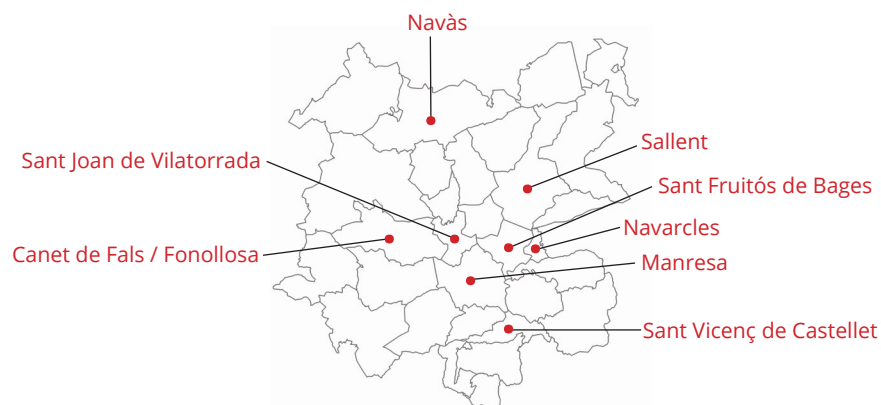 Navàs
Sallent
Sant Joan de Vilatorrada
Sant Fruitós de Bages
Navarcles
Canet de Fals / Fonollosa
Manresa
Sant Vicenç de Castellet